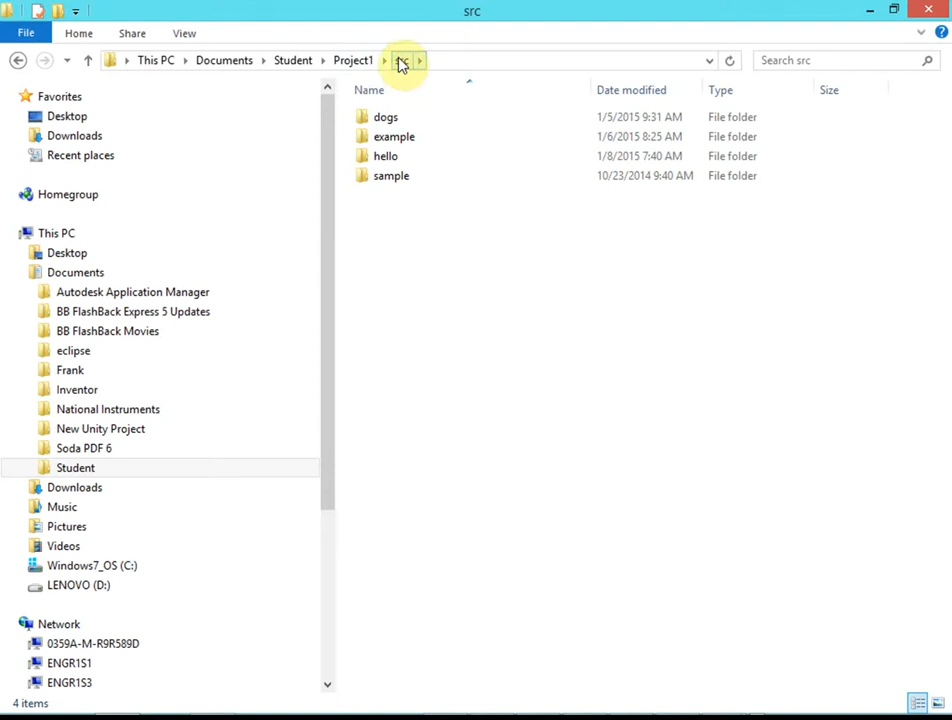 src
File Home Share View
This PC Documents Student Project1 src Search src
Name Date modified Type Size
dogs 1/5/2015 9:31 AM File folder
example 1/6/2015 8:25 AM File folder
hello 1/8/2015 7:40 AM File folder
sample 10/23/2014 9:40 AM File folder
Favorites
Desktop
Downloads
Recent places
Homegroup
This PC
Desktop
Documents
Autodesk Application Manager
BB FlashBack Express 5 Updates
BB FlashBack Movies
eclipse
Frank
Inventor
National Instruments
New Unity Project
Soda PDF 6
Student
Downloads
Music
Pictures
Videos
Windows7_OS (C:)
LENOVO (D:)
Network
0359A-M-R9R589D
ENGR1S1
ENGR1S3
4 items